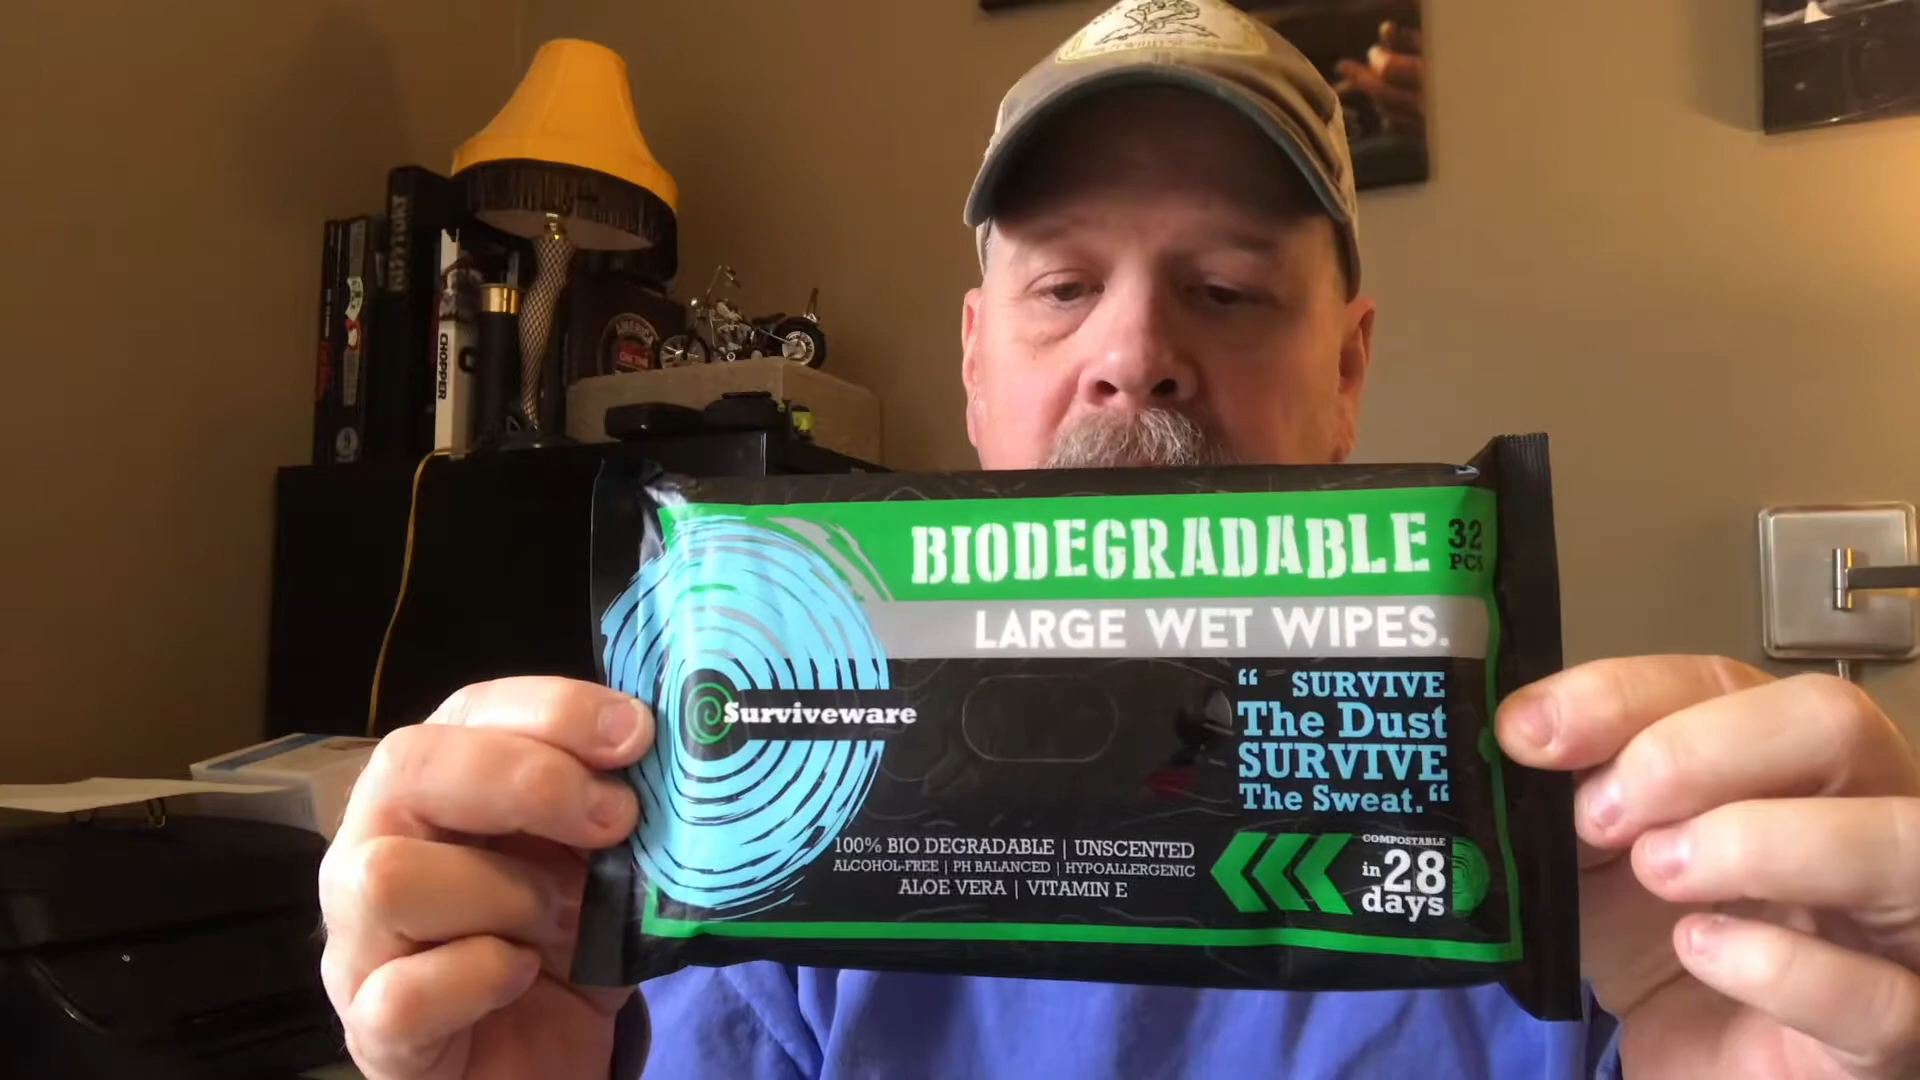 CHOPPER
BIODEGRADABLE
32
PCS
LARGE WET WIPES.
Surviveware
“ SURVIVE
The Dust
SURVIVE
The Sweat.“
100% BIO DEGRADABLE | UNSCENTED
ALCOHOL-FREE | PH BALANCED | HYPOALLERGENIC
ALOE VERA | VITAMIN E
COMPOSTABLE
in 28
days